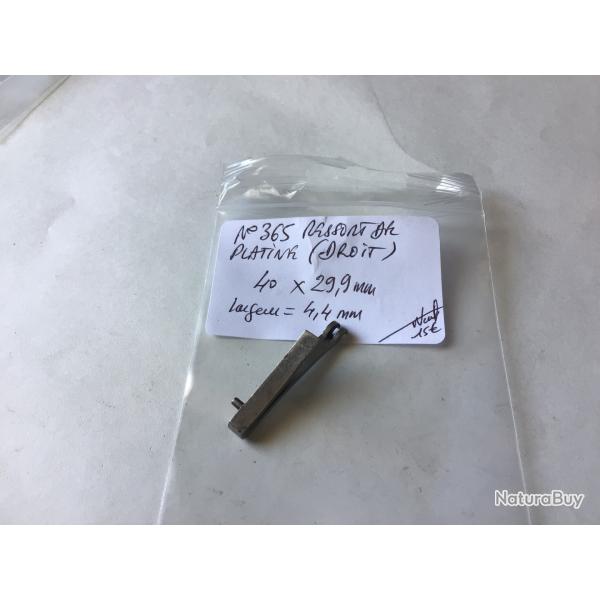 N° 365 RESSORT DE
PLATINE (DROIT)
40 x 29,9 mm
largeur = 4,4 mm
Neuf
15€
NaturaBuy